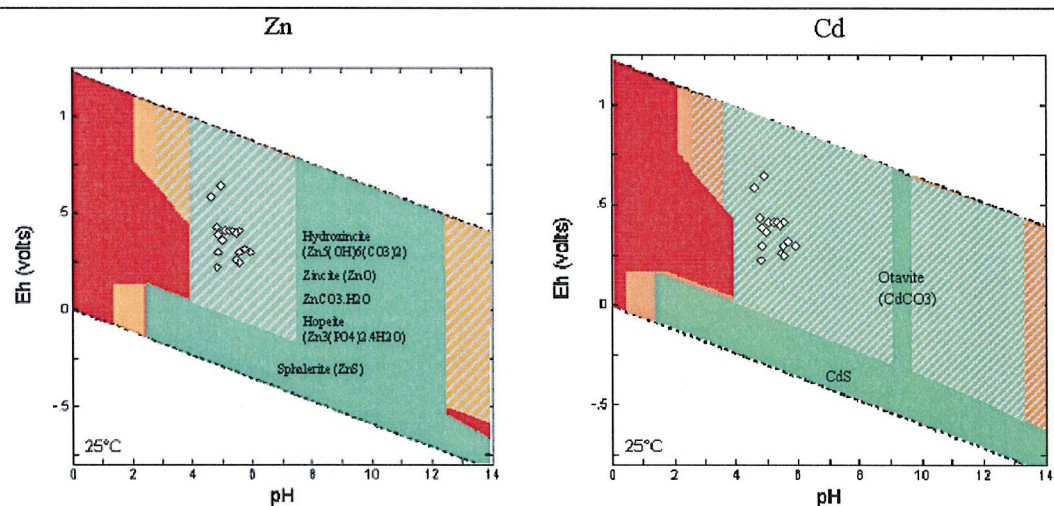 Zn
Cd
1
.5
0
-.5
Eh (volts)
Hydrozincite
(Zn5(OH)6(CO3)2)
Zincite (ZnO)
ZnCO3.H2O
Hopeite
(Zn3(PO4)2.4H2O)
Sphalerite (ZnS)
25°C
0 2 4 6 8 10 12 14
pH
1
.5
0
-.5
Eh (volts)
Otavite
(CdCO3)
CdS
25°C
0 2 4 6 8 10 12 14
pH